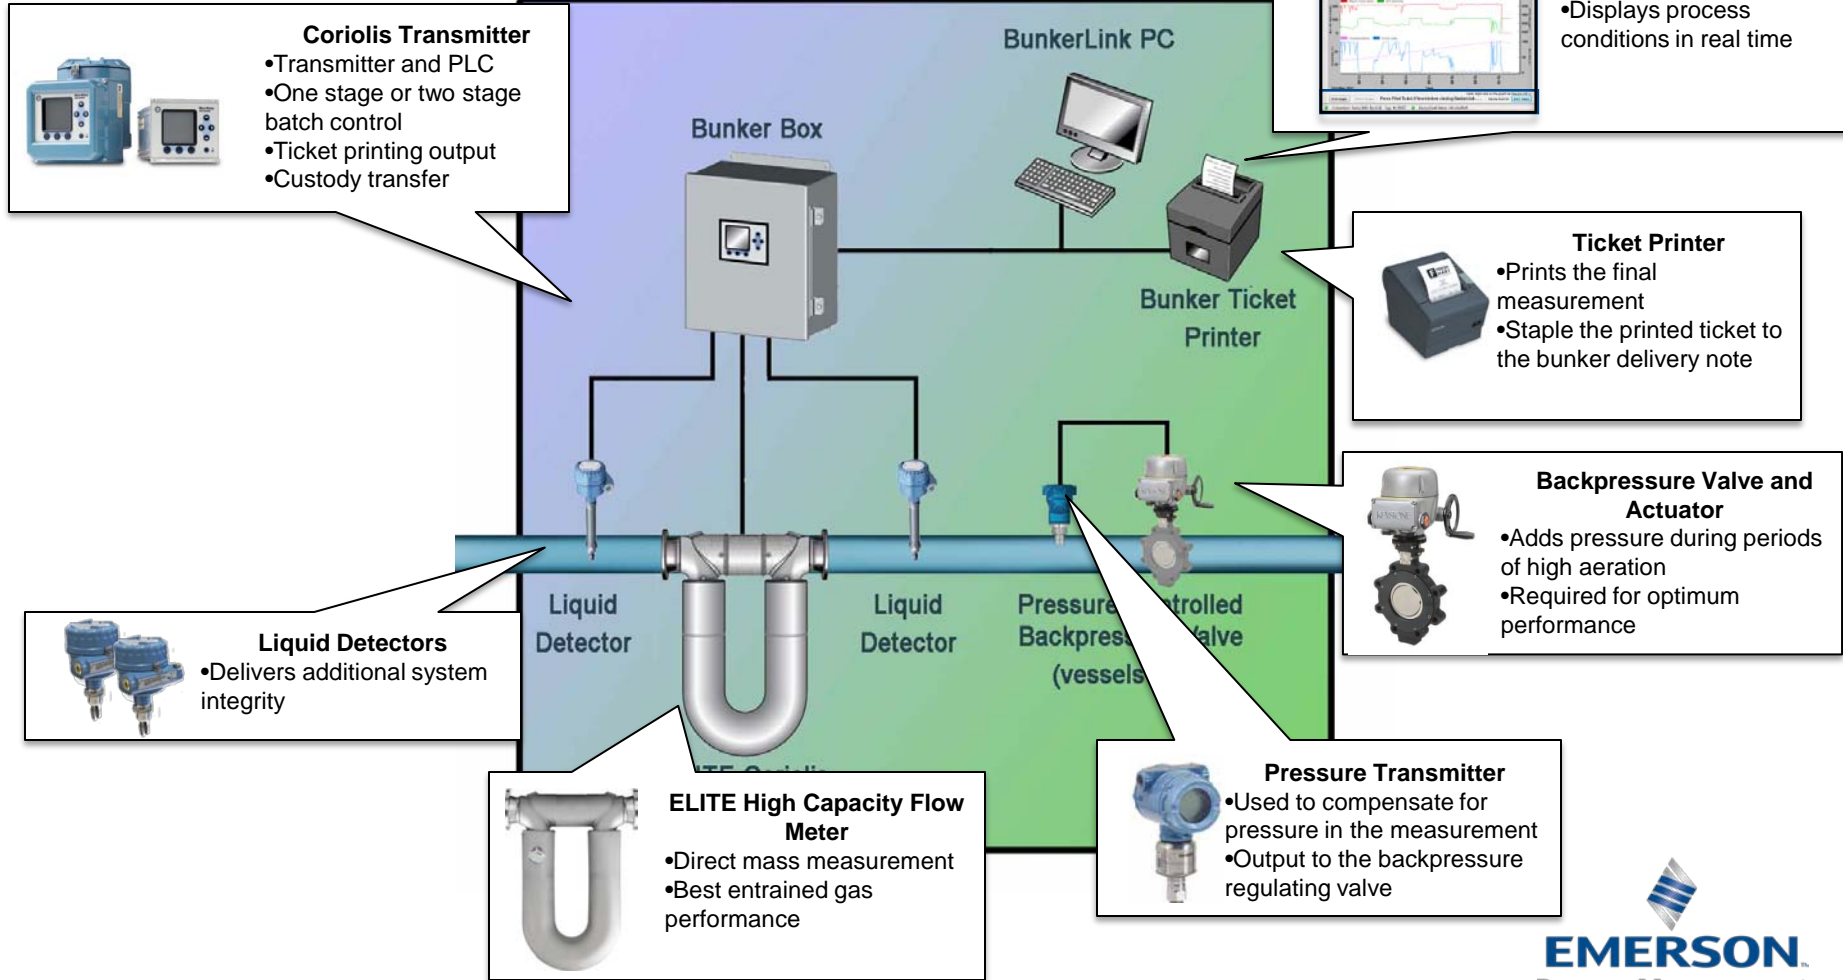 Coriolis Transmitter
•Transmitter and PLC
•One stage or two stage
batch control
•Ticket printing output
•Custody transfer
BunkerLink PC
•Displays process
conditions in real time
Bunker Box
Bunker Ticket
Printer
Ticket Printer
•Prints the final
measurement
•Staple the printed ticket to
the bunker delivery note
Backpressure Valve and
Actuator
•Adds pressure during periods
of high aeration
•Required for optimum
performance
Liquid
Detector
Liquid
Detector
Pressure
Valve
(vessels
Liquid Detectors
•Delivers additional system
integrity
ELITE High Capacity Flow
Meter
•Direct mass measurement
•Best entrained gas
performance
Pressure Transmitter
•Used to compensate for
pressure in the measurement
•Output to the backpressure
regulating valve
EMERSON